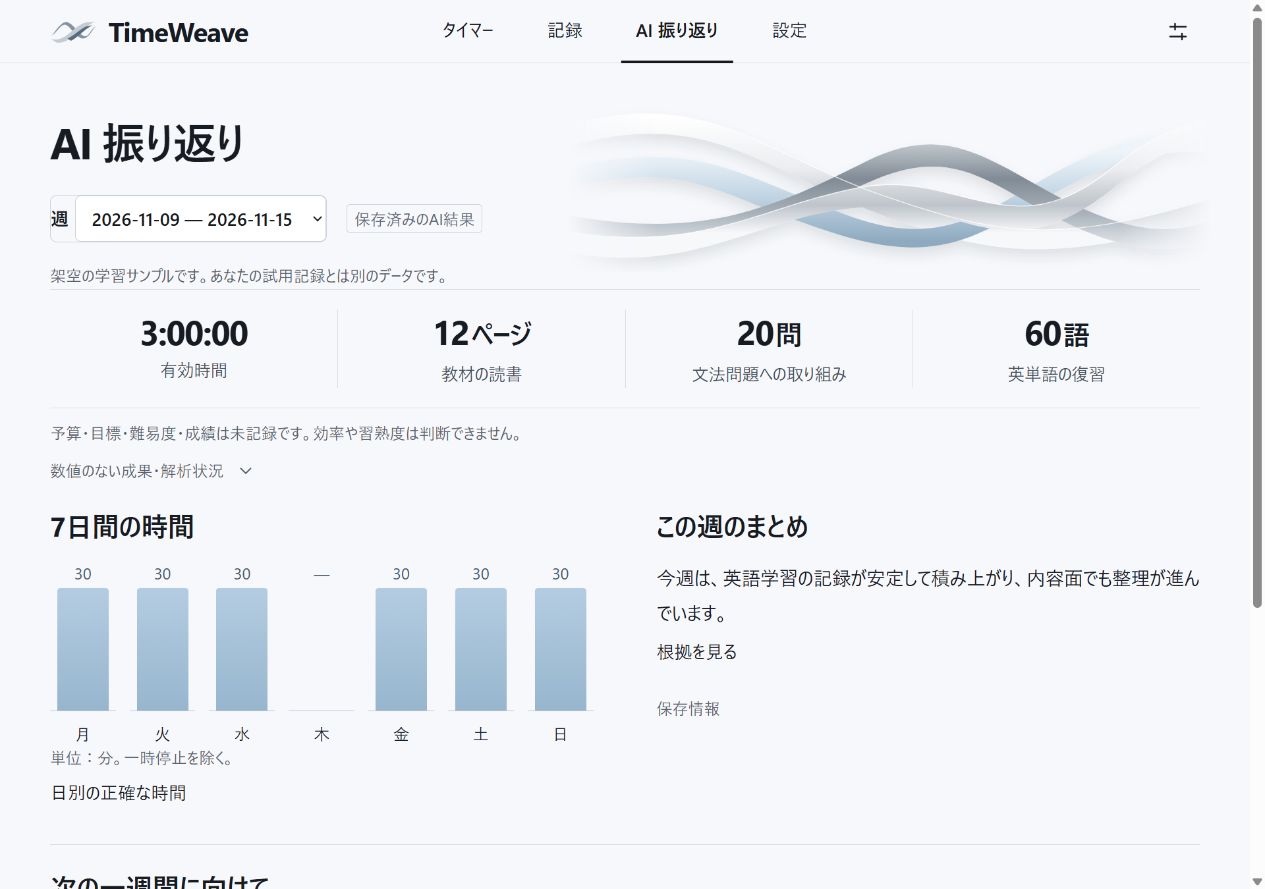 TimeWeave
タイマー 記録 AI 振り返り 設定
AI 振り返り
週 2026-11-09 — 2026-11-15 保存済みのAI結果
架空の学習サンプルです。あなたの試用記録とは別のデータです。
3:00:00 12ページ 20問 60語
有効時間 教材の読書 文法問題への取り組み 英単語の復習
予算・目標・難易度・成績は未記録です。効率や習熟度は判断できません。
数値のない成果・解析状況
7日間の時間
30 30 30 — 30 30 30
月 火 水 木 金 土 日
単位：分。一時停止を除く。
日別の正確な時間
この週のまとめ
今週は、英語学習の記録が安定して積み上がり、内容面でも整理が進ん
でいます。
根拠を見る
保存情報
次の一週間に向けて